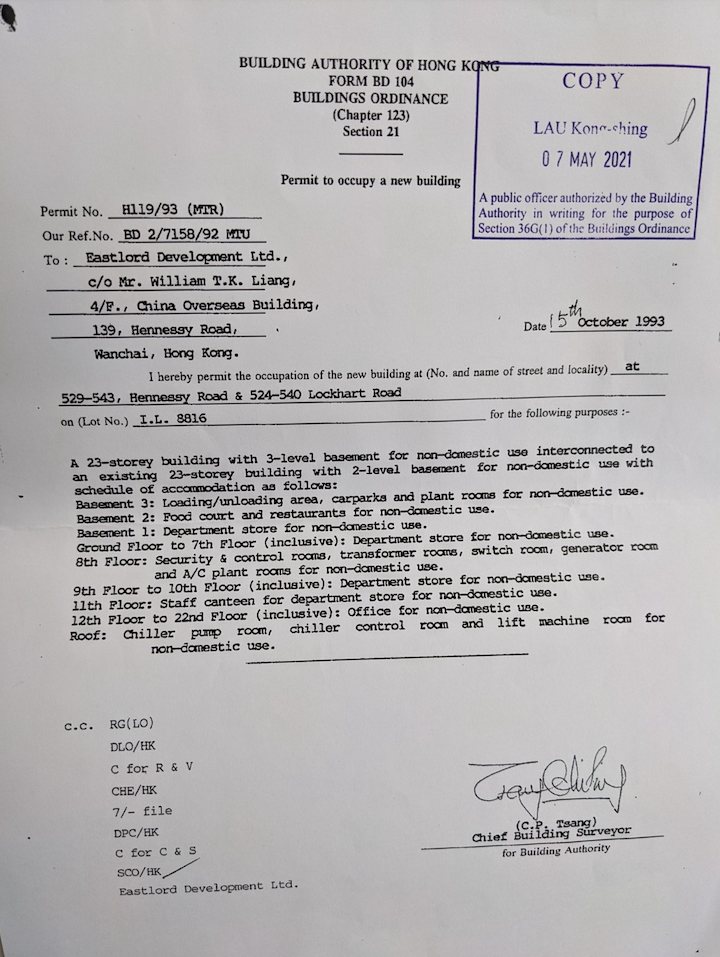 BUILDING AUTHORITY OF HONG KONG
FORM BD 104
BUILDINGS ORDINANCE
(Chapter 123)
Section 21
COPY
LAU Kong-ching
07 MAY 2021
A public officer authorized by the Building
Authority in writing for the purpose of
Section 36G(1) of the Buildings Ordinance
Permit to occupy a new building
Permit No. H119/93 (MTR)
Our Ref.No. BD 2/7158/92 MTU
To : Eastlord Development Ltd.,
c/o Mr. William T.K. Liang,
4/F., China Overseas Building,
139, Hennessy Road,
Wanchai, Hong Kong.
Date 15th October 1993
I hereby permit the occupation of the new building at (No. and name of street and locality) at
529-543, Hennessy Road & 524-540 Lockhart Road
on (Lot No.) I.L. 8816 for the following purposes :-
A 23-storey building with 3-level basement for non-domestic use interconnected to
an existing 23-storey building with 2-level basement for non-domestic use with
schedule of accommodation as follows:
Basement 3: Loading/unloading area, carparks and plant rooms for non-domestic use.
Basement 2: Food court and restaurants for non-domestic use.
Basement 1: Department store for non-domestic use.
Ground Floor to 7th Floor (inclusive): Department store for non-domestic use.
8th Floor: Security & control rooms, transformer rooms, switch room, generator room
and A/C plant rooms for non-domestic use.
9th Floor to 10th Floor (inclusive): Department store for non-domestic use.
11th Floor: Staff canteen for department store for non-domestic use.
12th Floor to 22nd Floor (inclusive): Office for non-domestic use.
Roof: Chiller pump room, chiller control room and lift machine room for
non-domestic use.
c.c. RG(LO)
DLO/HK
C for R & V
CHE/HK
7/- file
DPC/HK
C for C & S
SCO/HK
Eastlord Development Ltd.
(C.P. Tsang)
Chief Building Surveyor
for Building Authority